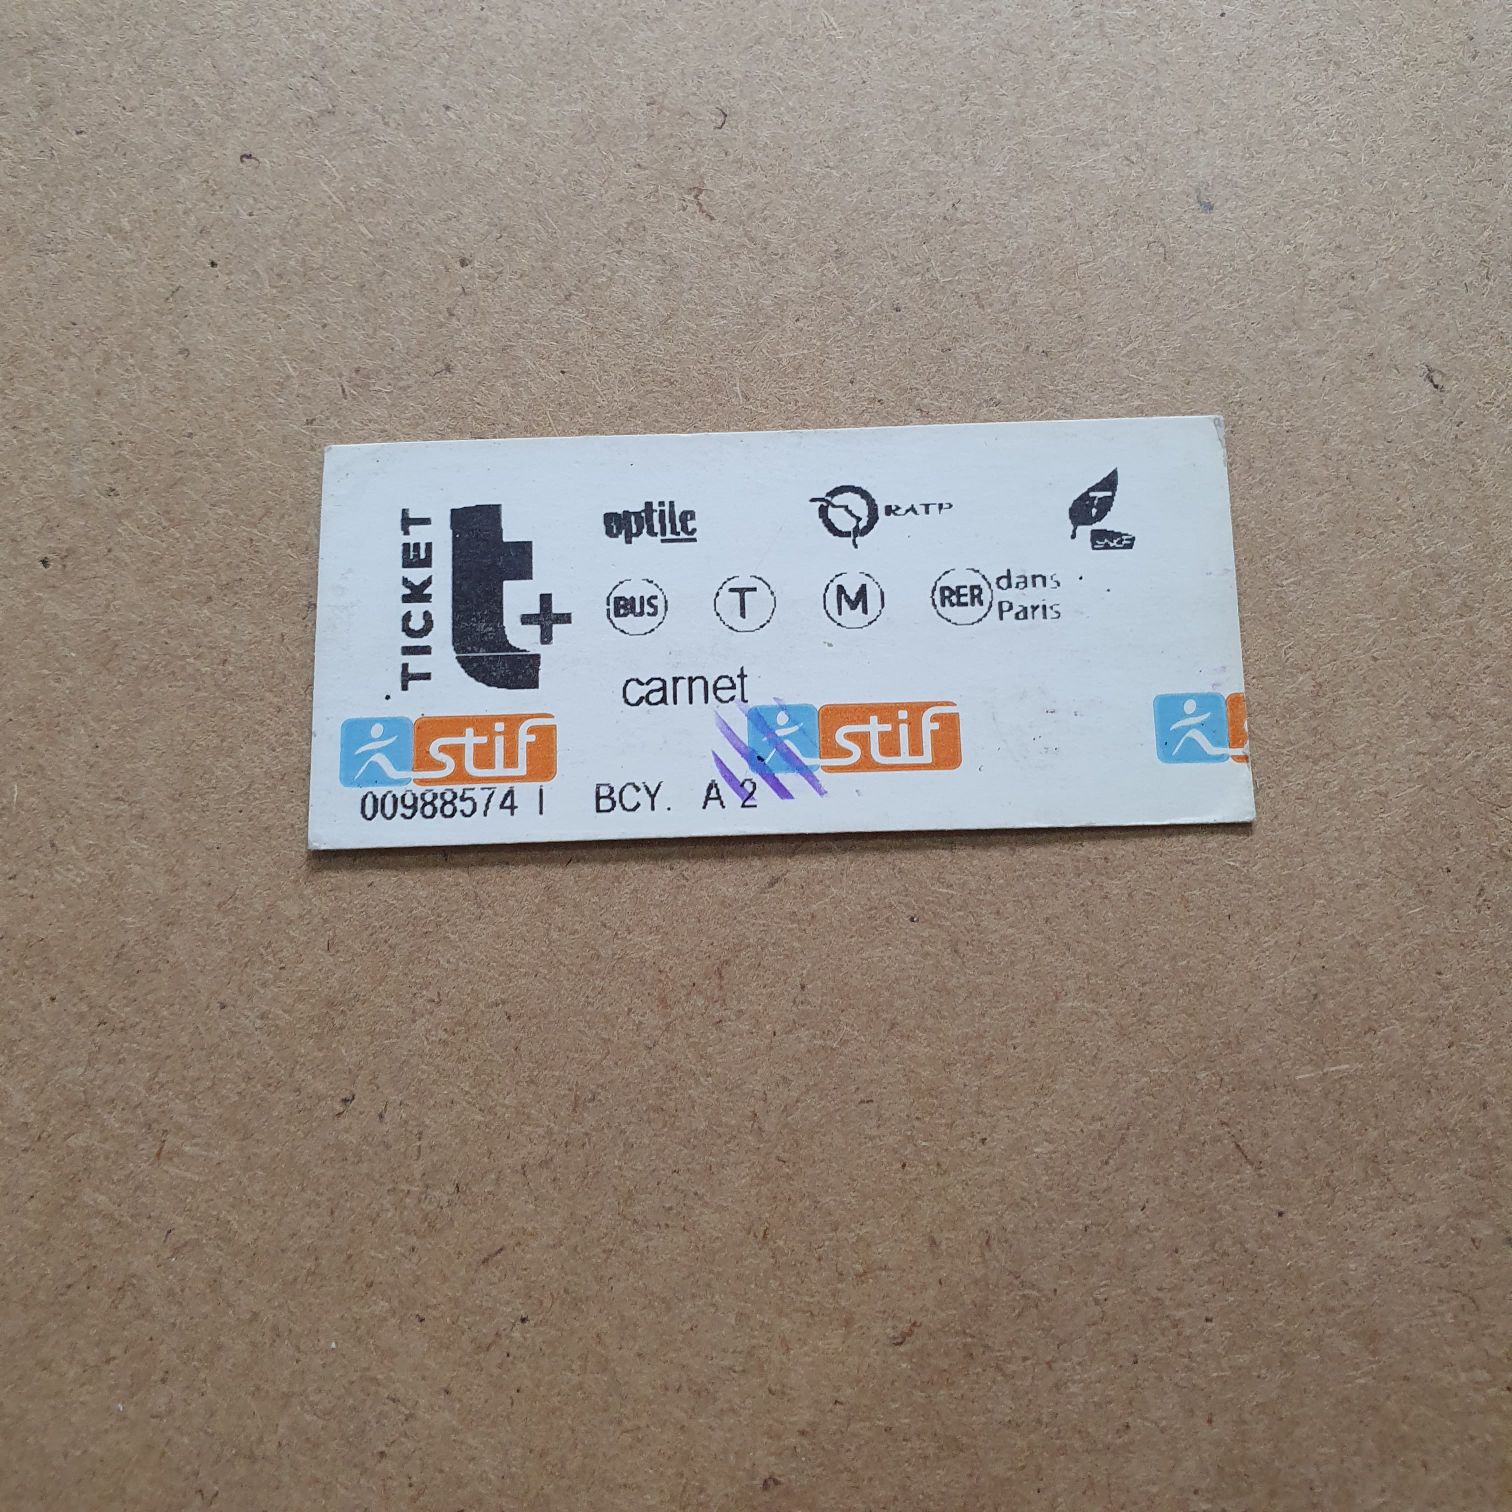 TICKET
t+
optile RATP SNCF
BUS T M RER dans Paris
carnet
stif stif
00988574 I BCY. A 2